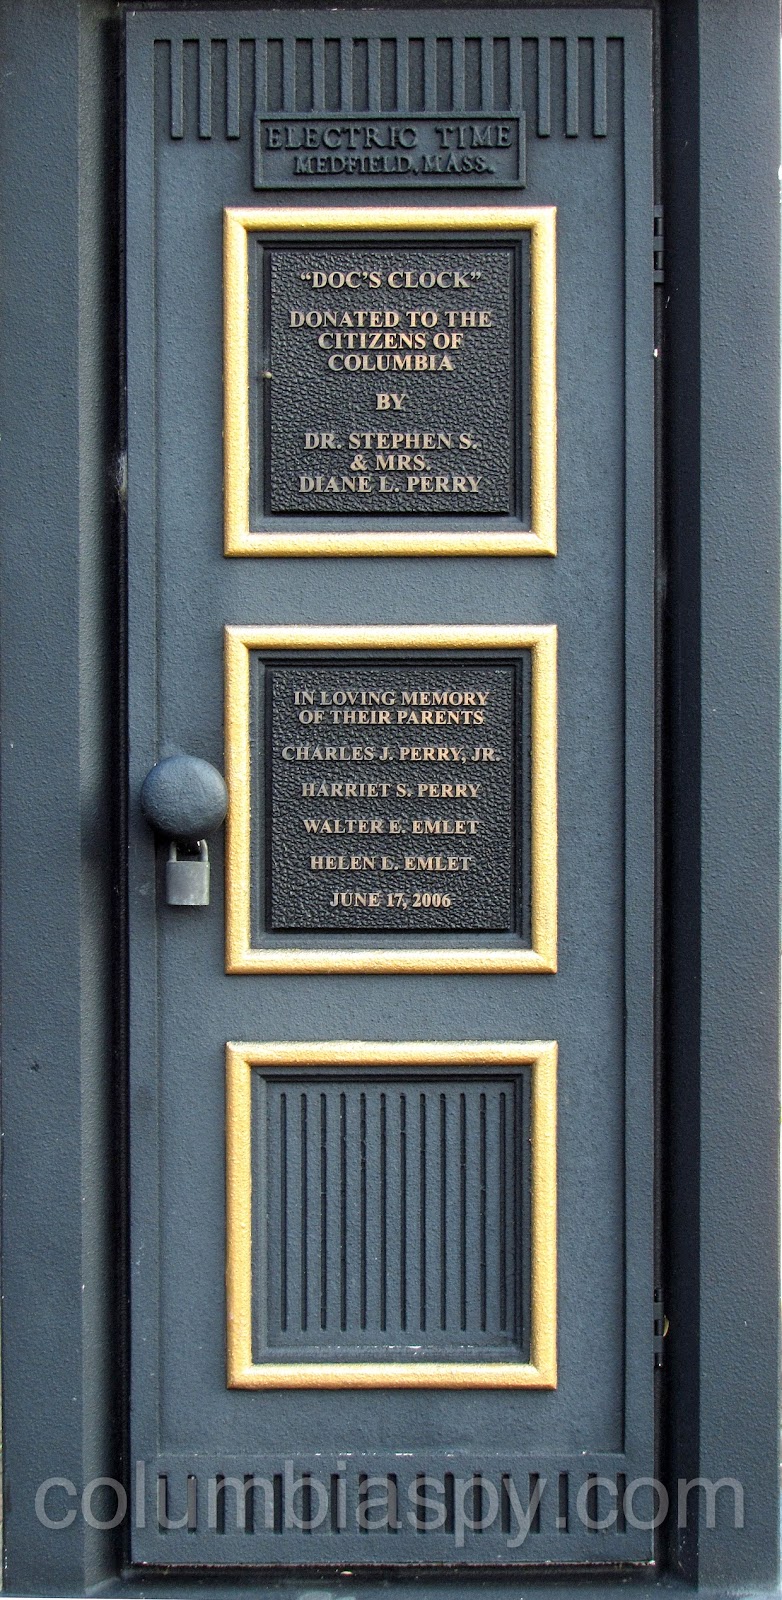 ELECTRIC TIME
MEDFIELD, MASS.
“DOC’S CLOCK”
DONATED TO THE
CITIZENS OF
COLUMBIA
BY
DR. STEPHEN S.
& MRS.
DIANE L. PERRY
IN LOVING MEMORY
OF THEIR PARENTS
CHARLES J. PERRY, JR.
HARRIET S. PERRY
WALTER E. EMLET
HELEN L. EMLET
JUNE 17, 2006
columbiaspy.com